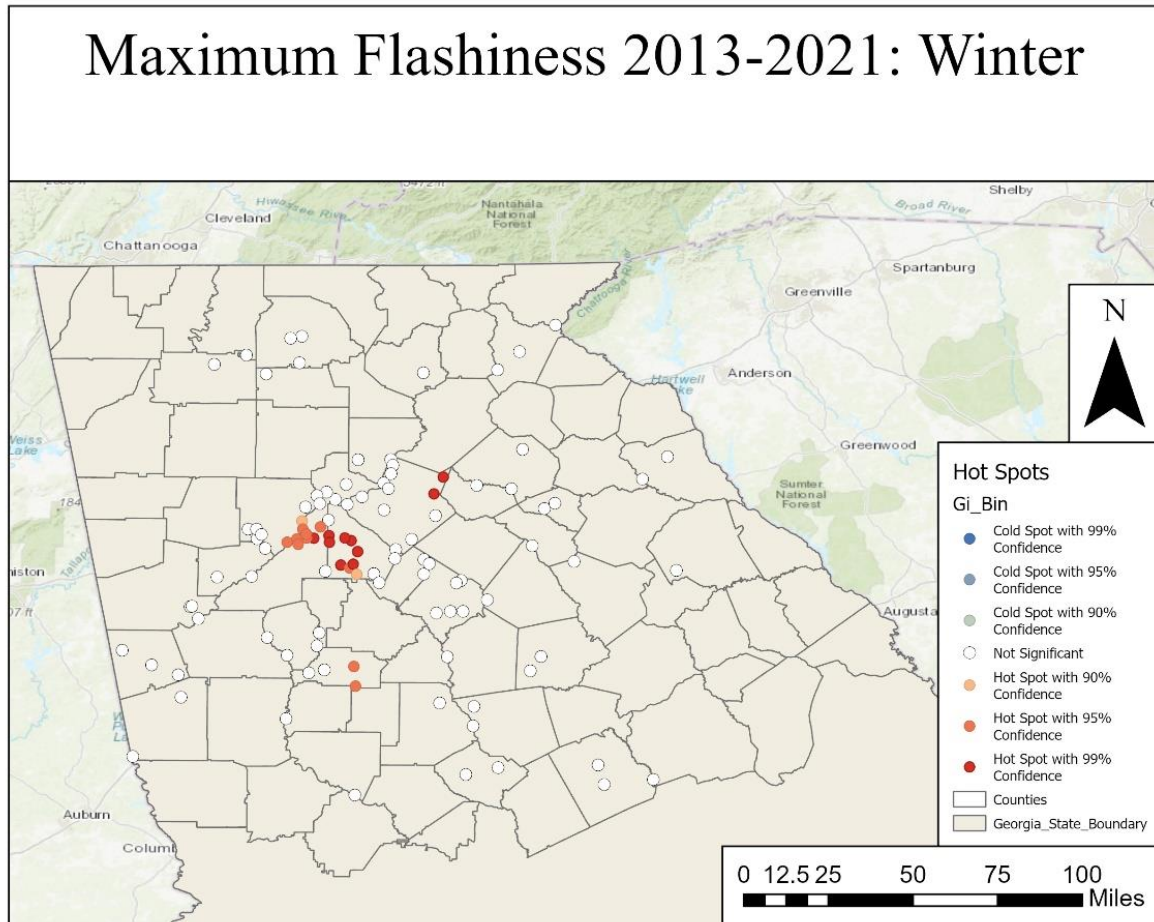 Maximum Flashiness 2013-2021: Winter
Shelby
Hiwassee River
Nantahala
National
Forest
Broad River
Cleveland
Chattanooga
Spartanburg
Chattooga River
Greenville
N
Hartwell
Lake
Anderson
Weiss
Lake
Greenwood
Sumter
National
Forest
184
niston
07 ft
Augusta
Auburn
Columb
Hot Spots
Gi_Bin
Cold Spot with 99%
Confidence
Cold Spot with 95%
Confidence
Cold Spot with 90%
Confidence
Not Significant
Hot Spot with 90%
Confidence
Hot Spot with 95%
Confidence
Hot Spot with 99%
Confidence
Counties
Georgia_State_Boundary
0 12.5 25 50 75 100
Miles